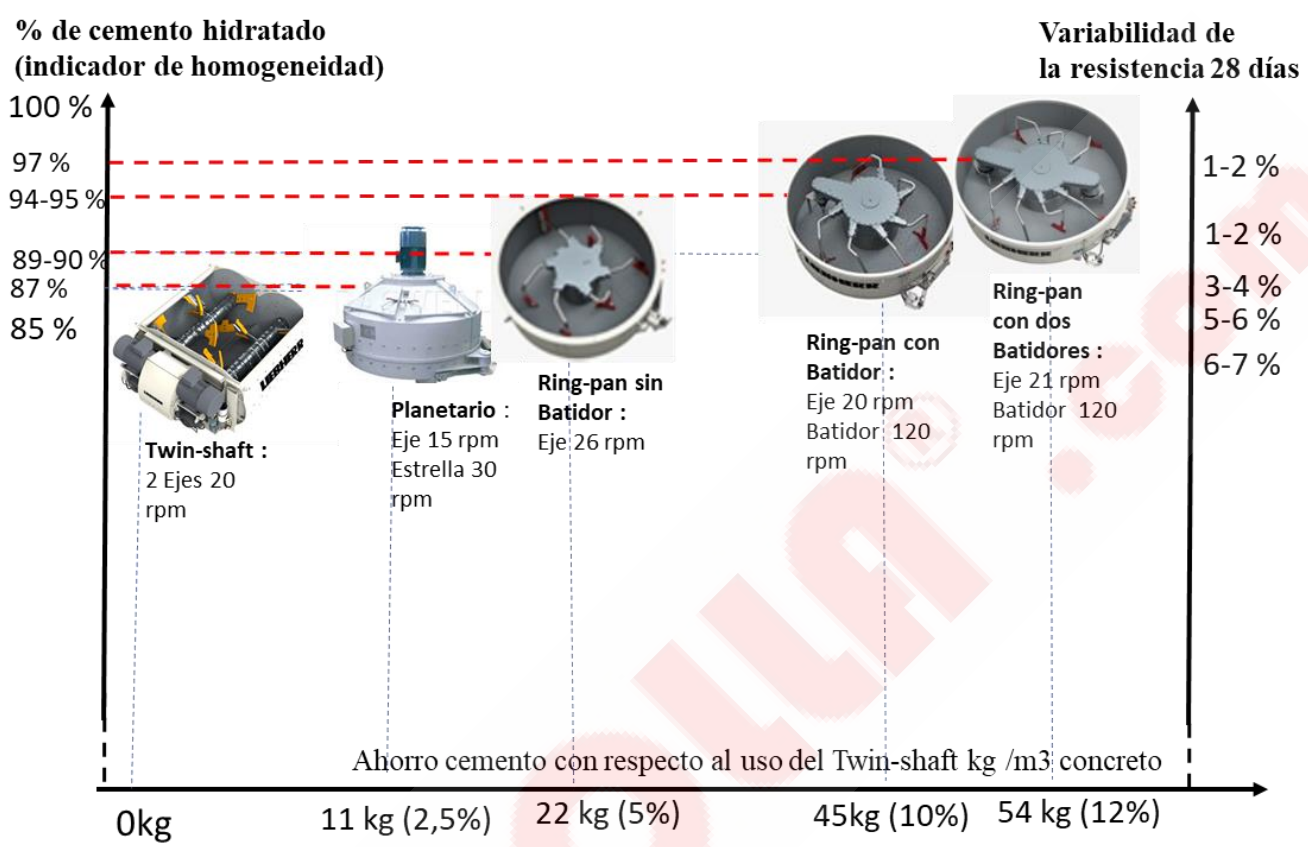 % de cemento hidratado
(indicador de homogeneidad)
Variabilidad de
la resistencia 28 días
100 %
97 %
94-95 %
89-90 %
87 %
85 %
1-2 %
1-2 %
3-4 %
5-6 %
6-7 %
LIEBHERR
Twin-shaft :
2 Ejes 20
rpm
Planetario :
Eje 15 rpm
Estrella 30
rpm
Ring-pan sin
Batidor :
Eje 26 rpm
LIEBHERR
Ring-pan con
Batidor :
Eje 20 rpm
Batidor 120
rpm
LIEBHERR
Ring-pan
con dos
Batidores :
Eje 21 rpm
Batidor 120
rpm
Ahorro cemento con respecto al uso del Twin-shaft kg /m3 concreto
0kg
11 kg (2,5%)
22 kg (5%)
45kg (10%)
54 kg (12%)
OLLA®.com